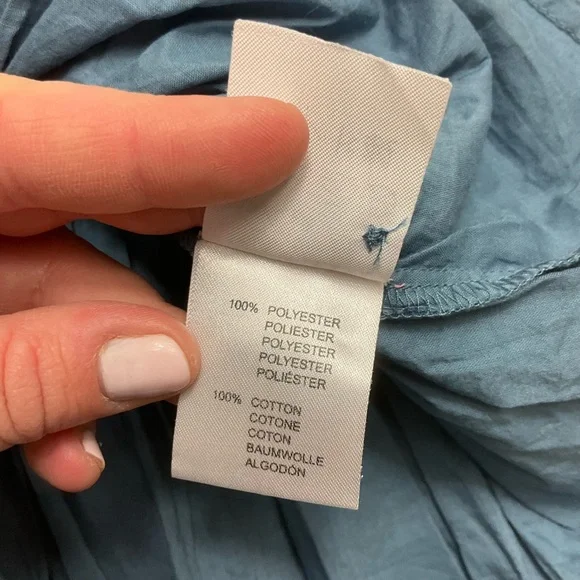 100% POLYESTER
POLIESTER
POLYESTER
POLYESTER
POLIÉSTER
100% COTTON
COTONE
COTON
BAUMWOLLE
ALGODÓN